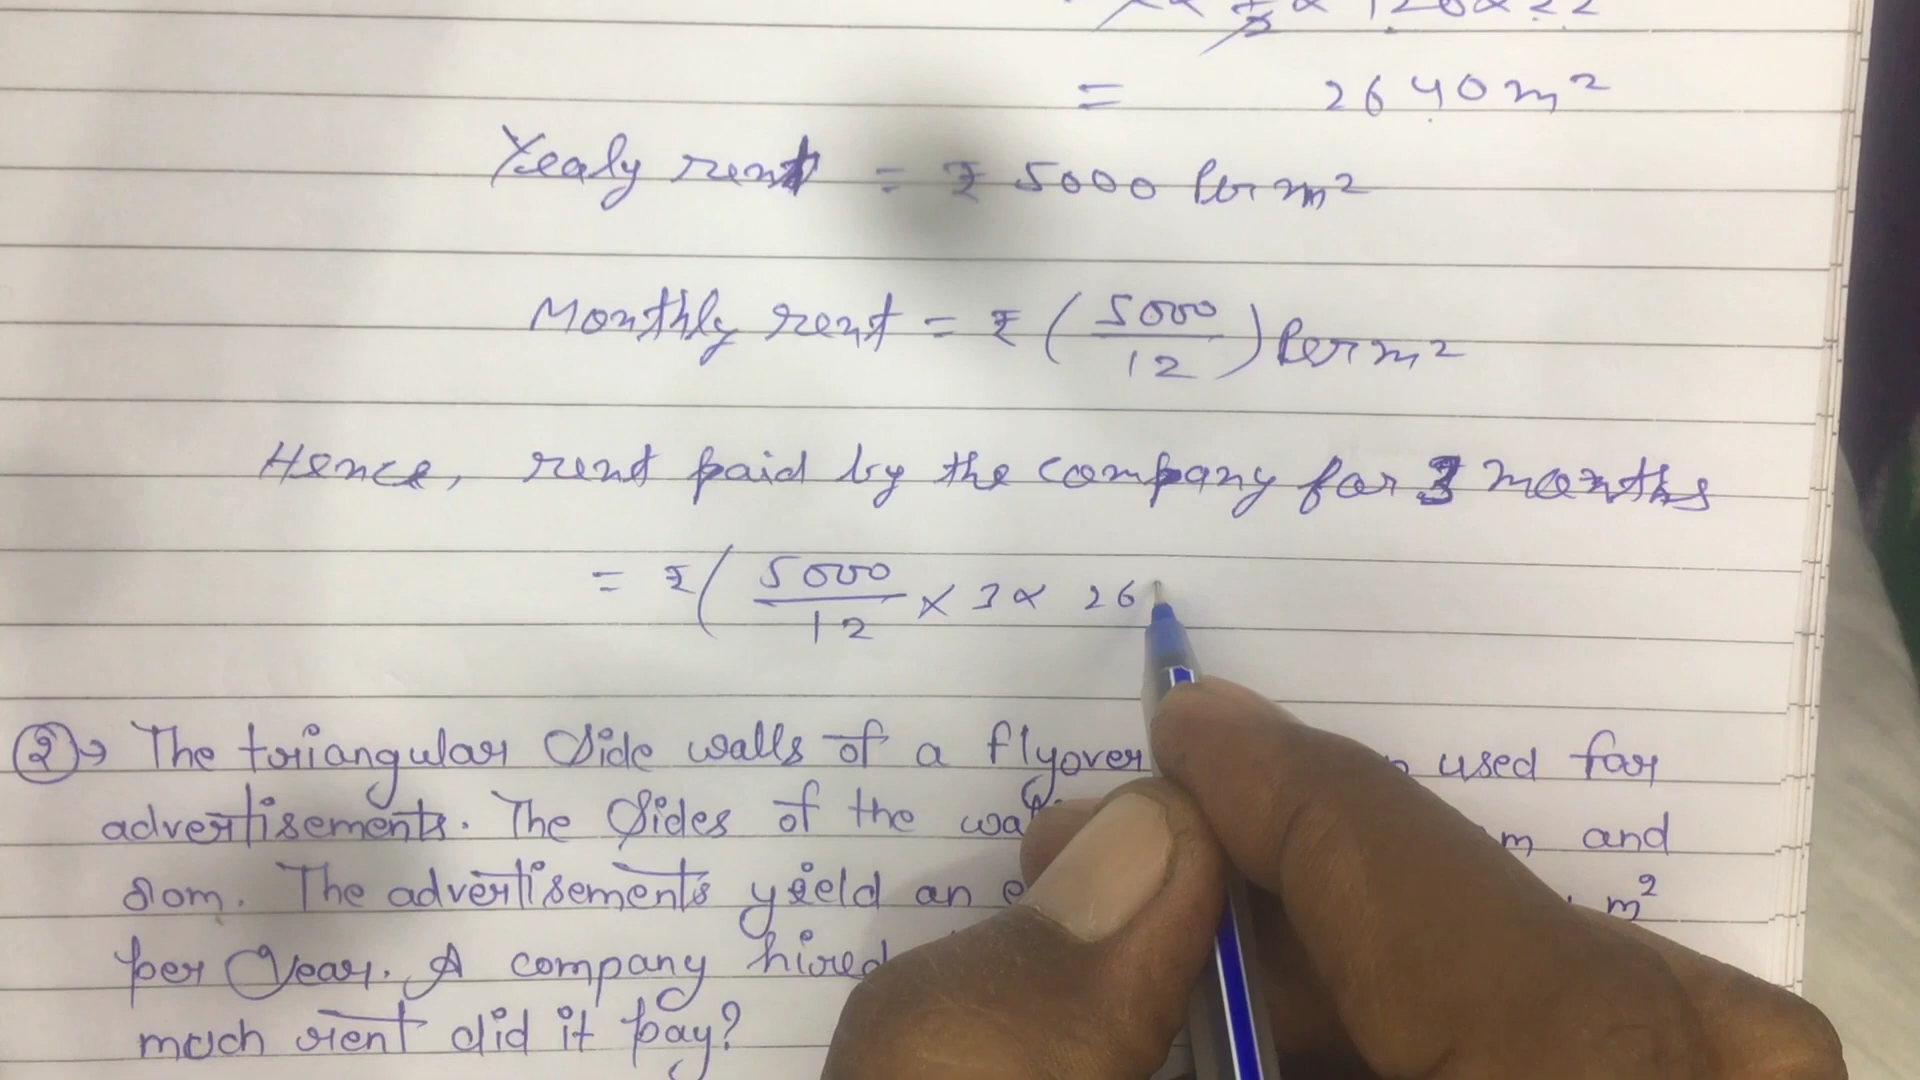 = 2640m²
Yealy rent = ₹ 5000 Per m²
Monthly rent = ₹ (5000/12) Per m²
Hence, rent paid by the company for 3 months
= ₹ (5000/12 × 3 × 26
② The triangular Side walls of a flyover used for
advertisements. The Sides of the m and
The advertisements yield an m²
per Year. A company hired
much rent did it pay?